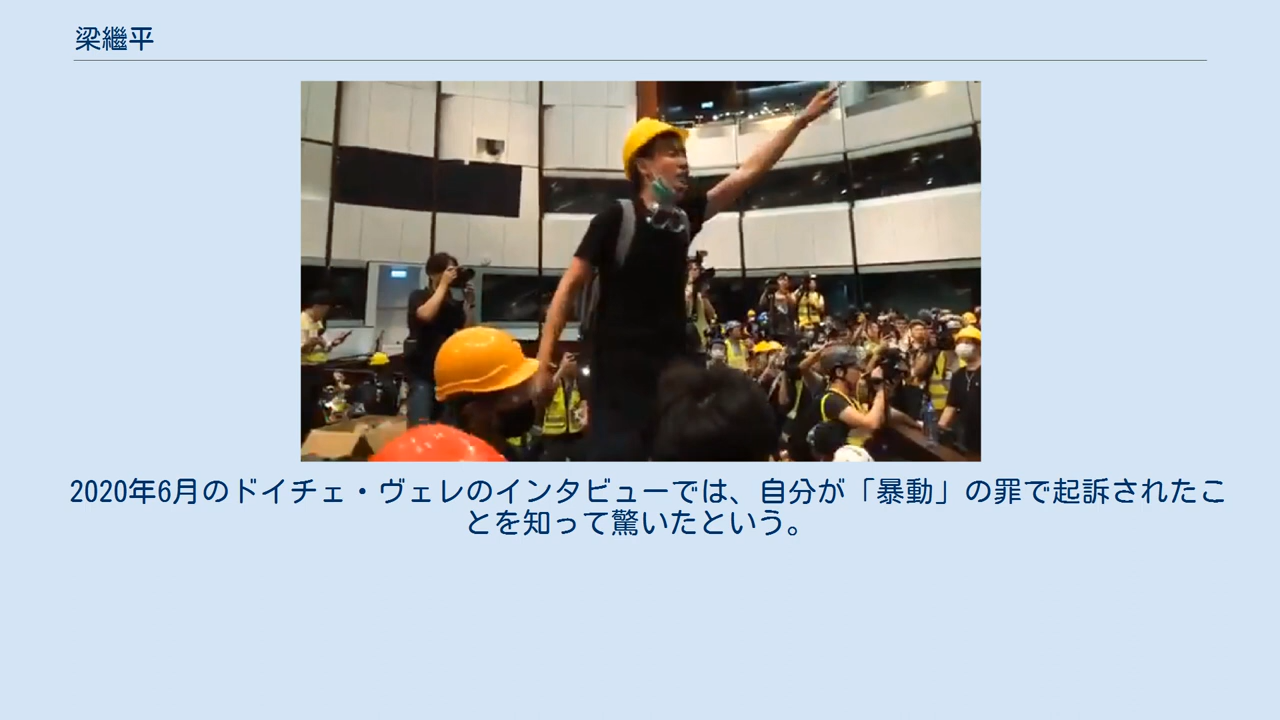 梁繼平
2020年6月のドイチェ・ヴェレのインタビューでは、自分が「暴動」の罪で起訴されたこ
とを知って驚いたという。